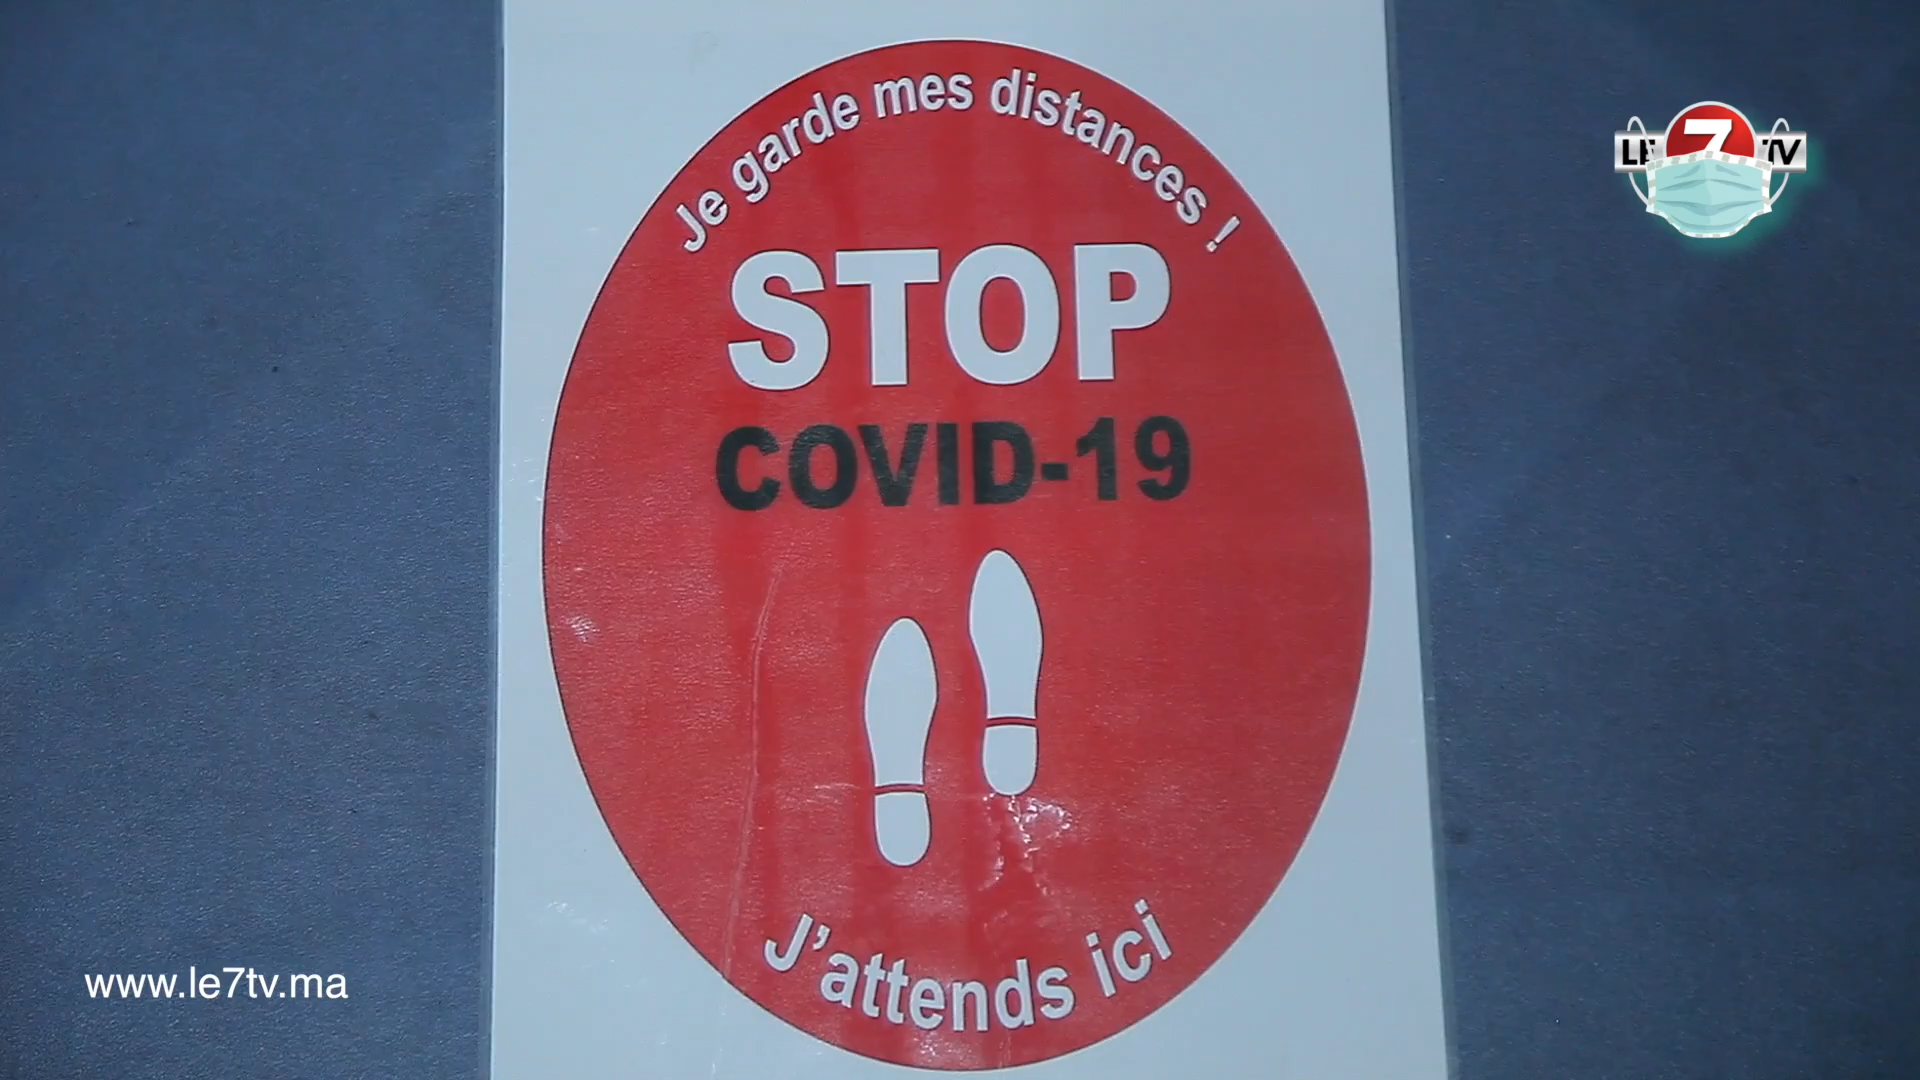 Je garde mes distances !
STOP
COVID-19
J'attends ici
LE 7 TV
www.le7tv.ma